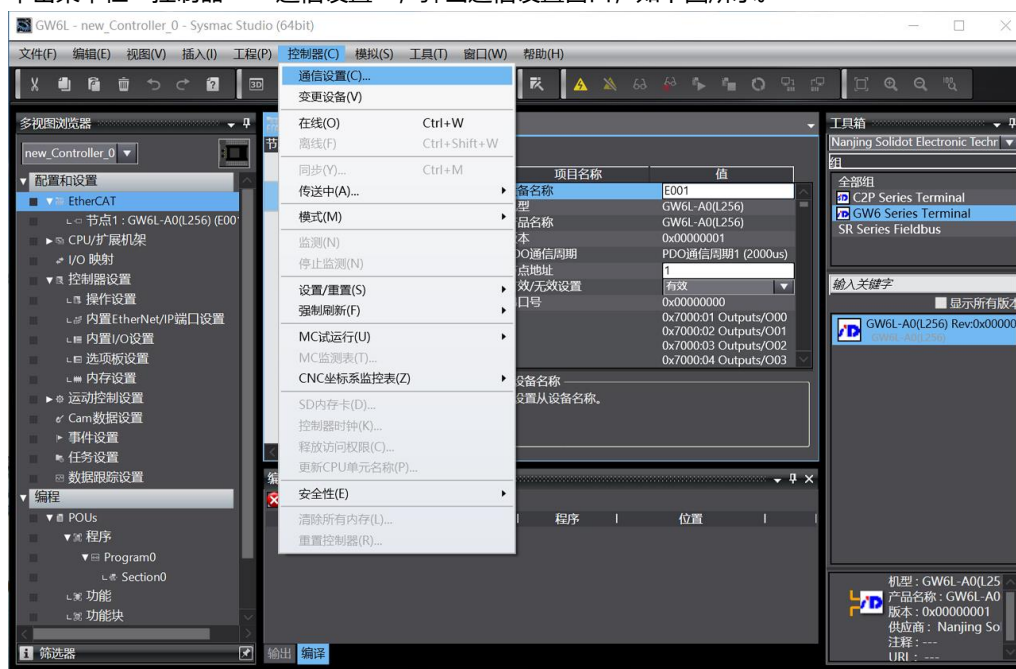 GW6L - new_Controller_0 - Sysmac Studio (64bit)
文件(F) 编辑(E) 视图(V) 插入(I) 工程(P) 控制器(C) 模拟(S) 工具(T) 窗口(W) 帮助(H)
通信设置(C)...
变更设备(V)
在线(O) Ctrl+W
离线(F) Ctrl+Shift+W
同步(Y)... Ctrl+M
传送中(A)...
模式(M)
监测(N)
停止监测(N)
设置/重置(S)
强制刷新(F)
MC试运行(U)
MC监测表(T)...
CNC坐标系监控表(Z)
SD内存卡(D)...
控制器时钟(K)...
释放访问权限(C)...
更新CPU单元名称(P)...
安全性(E)
清除所有内存(L)...
重置控制器(R)...
多视图浏览器
new_Controller_0
配置和设置
EtherCAT
节点1 : GW6L-A0(L256) (E00
CPU/扩展机架
I/O 映射
控制器设置
操作设置
内置EtherNet/IP端口设置
内置I/O设置
选项板设置
内存设置
运动控制设置
Cam数据设置
事件设置
任务设置
数据跟踪设置
编程
POUs
程序
Program0
Section0
功能
功能块
筛选器
项目名称 值
备名称 E001
型 GW6L-A0(L256)
品名称 GW6L-A0(L256)
本 0x00000001
DO通信周期 PDO通信周期1 (2000us)
点地址 1
效/无效设置 有效
口号 0x00000000
0x7000:01 Outputs/O00
0x7000:02 Outputs/O01
0x7000:03 Outputs/O02
0x7000:04 Outputs/O03
设备名称
设置从设备名称。
程序 位置
输出 编译
工具箱
Nanjing Solidot Electronic Techr
组
全部组
C2P Series Terminal
GW6 Series Terminal
SR Series Fieldbus
输入关键字
显示所有版本
GW6L-A0(L256) Rev:0x00000
GW6L-A0(L256)
机型 : GW6L-A0(L25
产品名称 : GW6L-A0
版本 : 0x00000001
供应商 : Nanjing So
注释 : ---
URL : ---